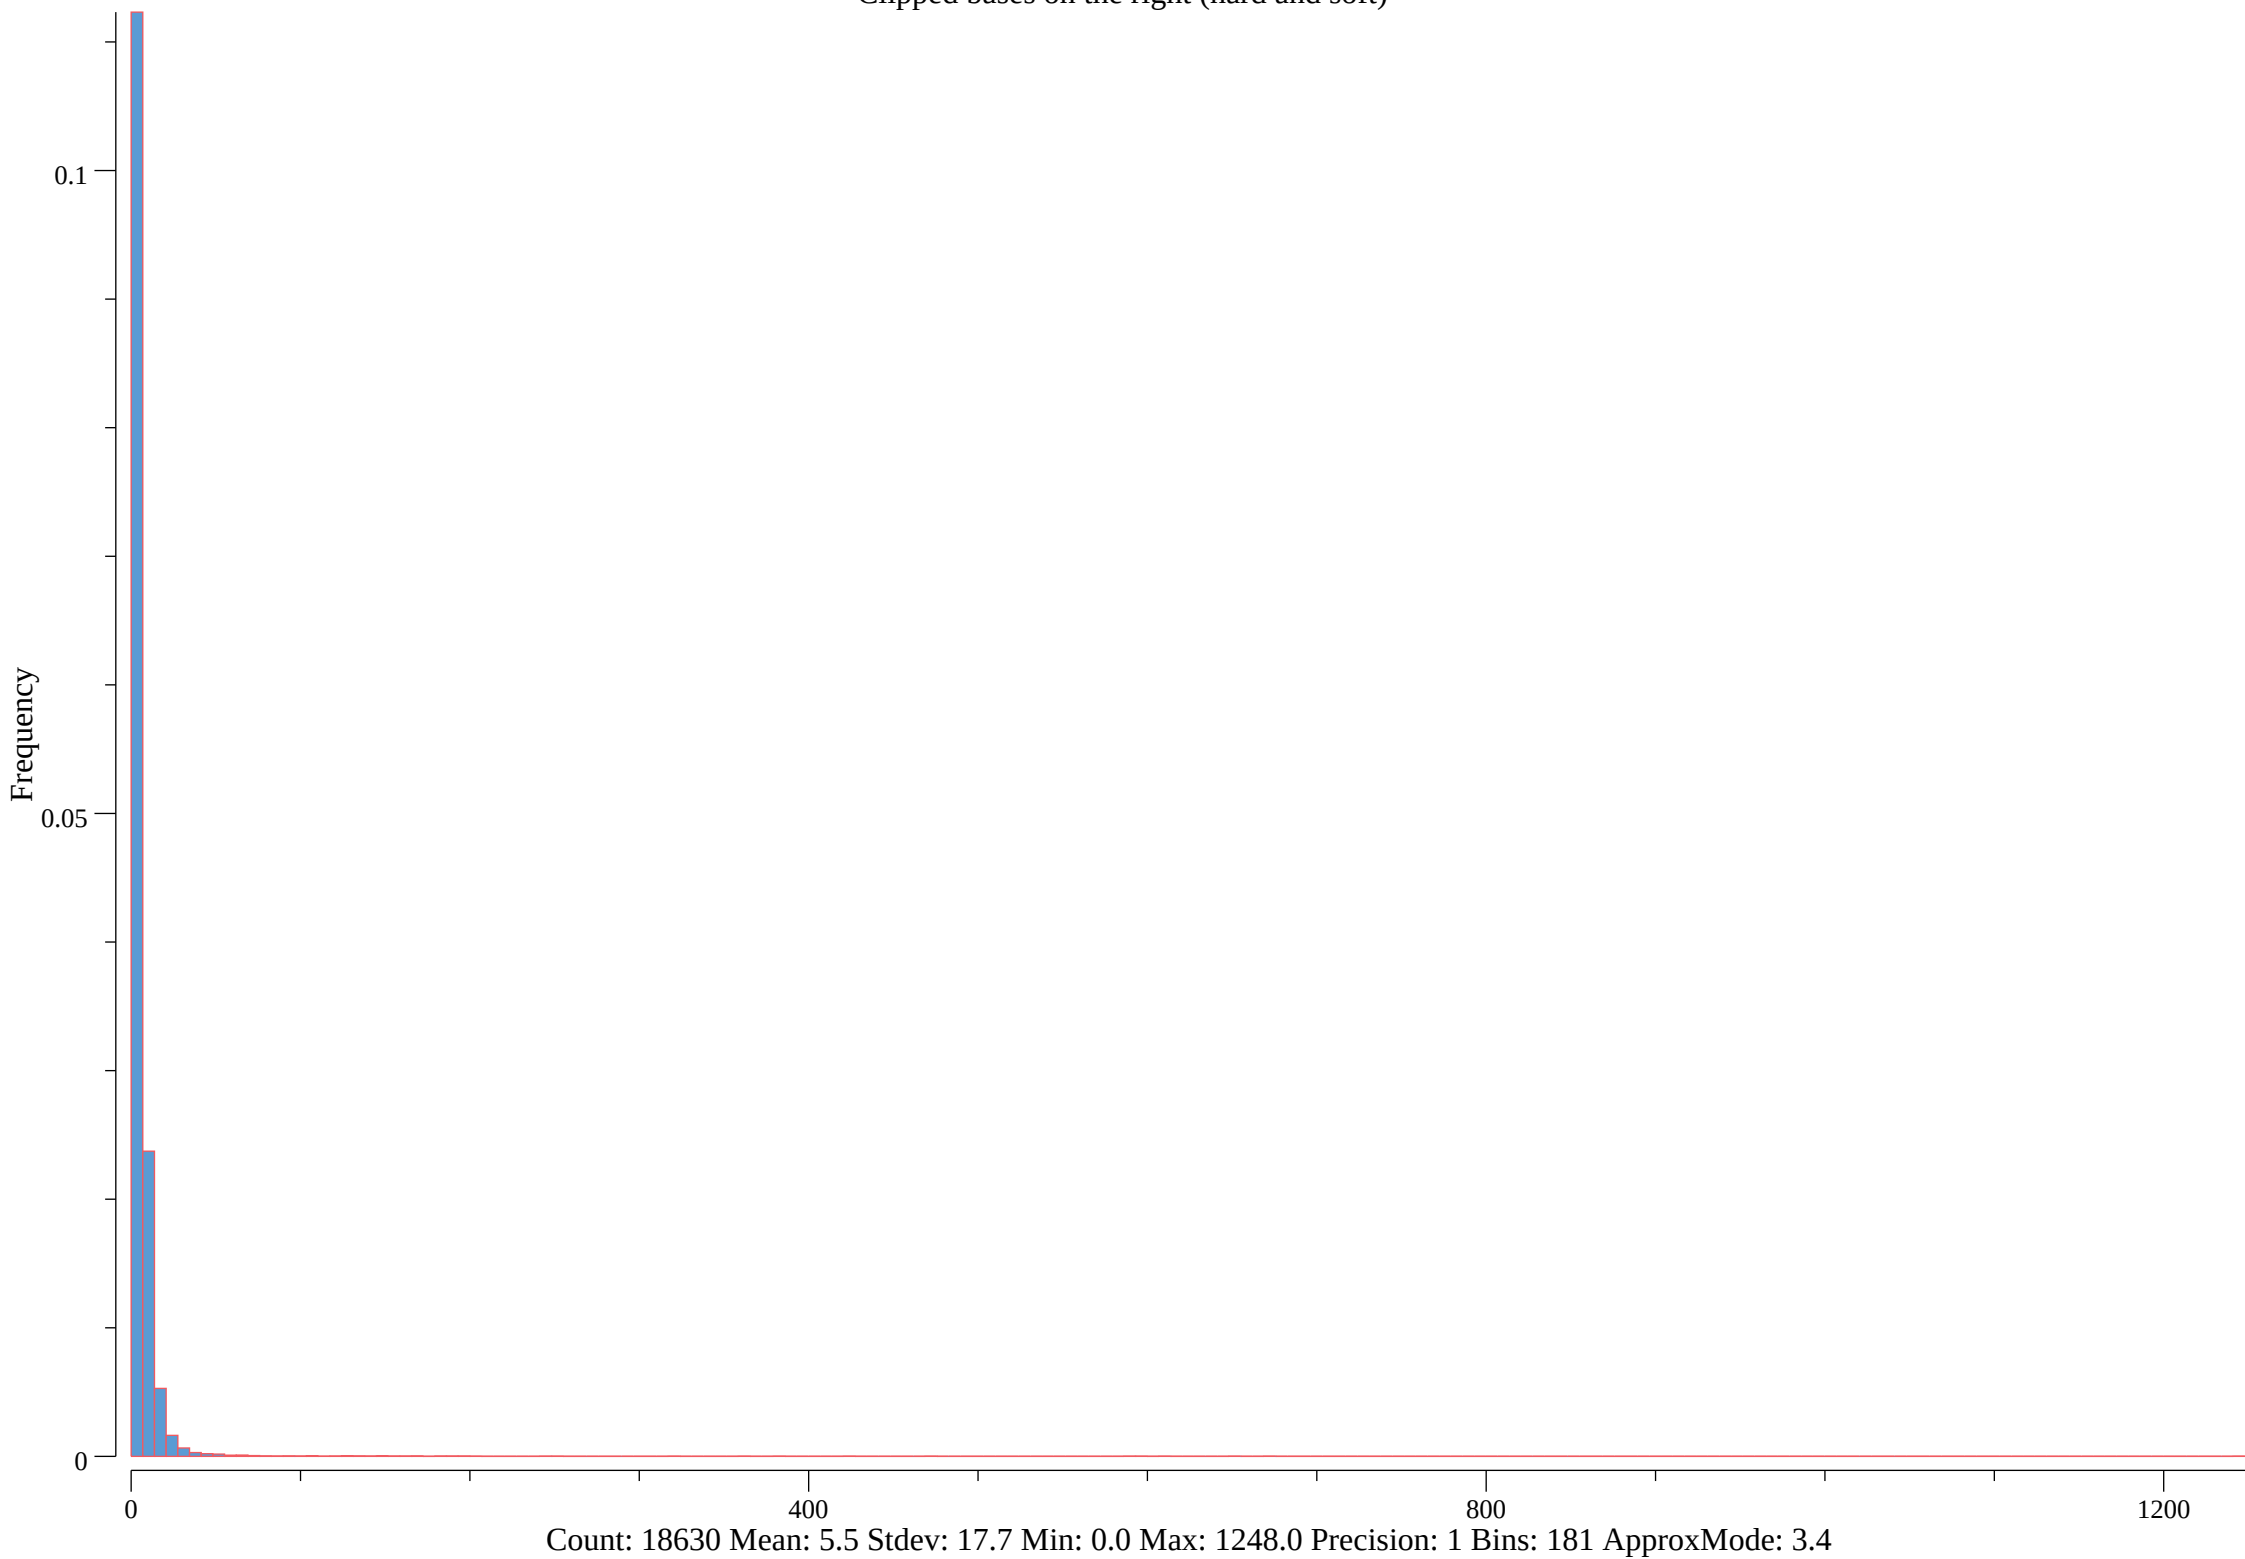 Clipped bases on the right (hard and soft)
0.1
Frequency
0.05
0
0 400 800 1200
Count: 18630 Mean: 5.5 Stdev: 17.7 Min: 0.0 Max: 1248.0 Precision: 1 Bins: 181 ApproxMode: 3.4